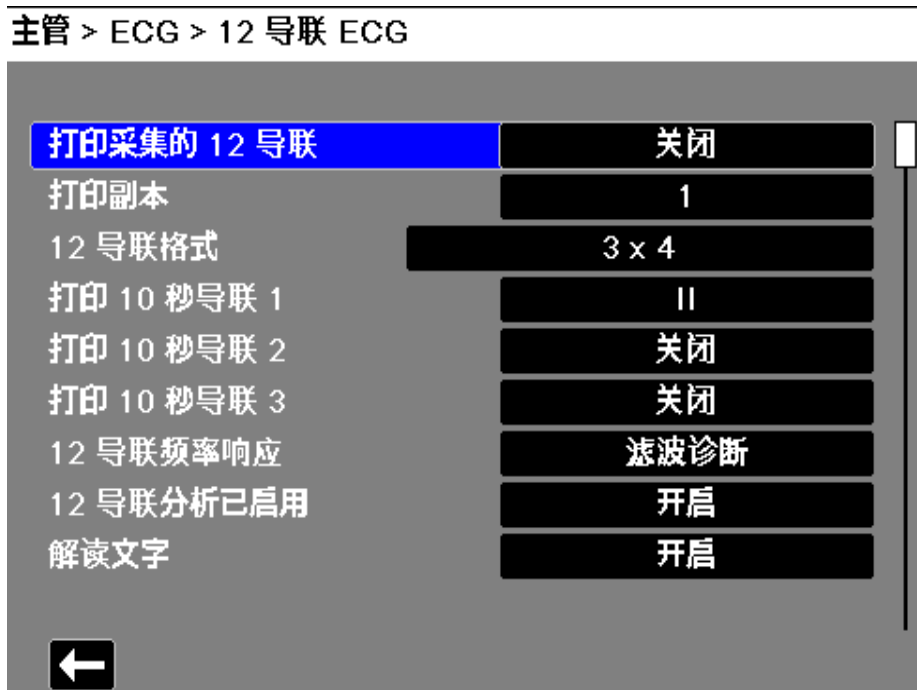 主管 > ECG > 12 导联 ECG
打印采集的 12 导联 关闭
打印副本 1
12 导联格式 3 x 4
打印 10 秒导联 1 II
打印 10 秒导联 2 关闭
打印 10 秒导联 3 关闭
12 导联频率响应 滤波诊断
12 导联分析已启用 开启
解读文字 开启